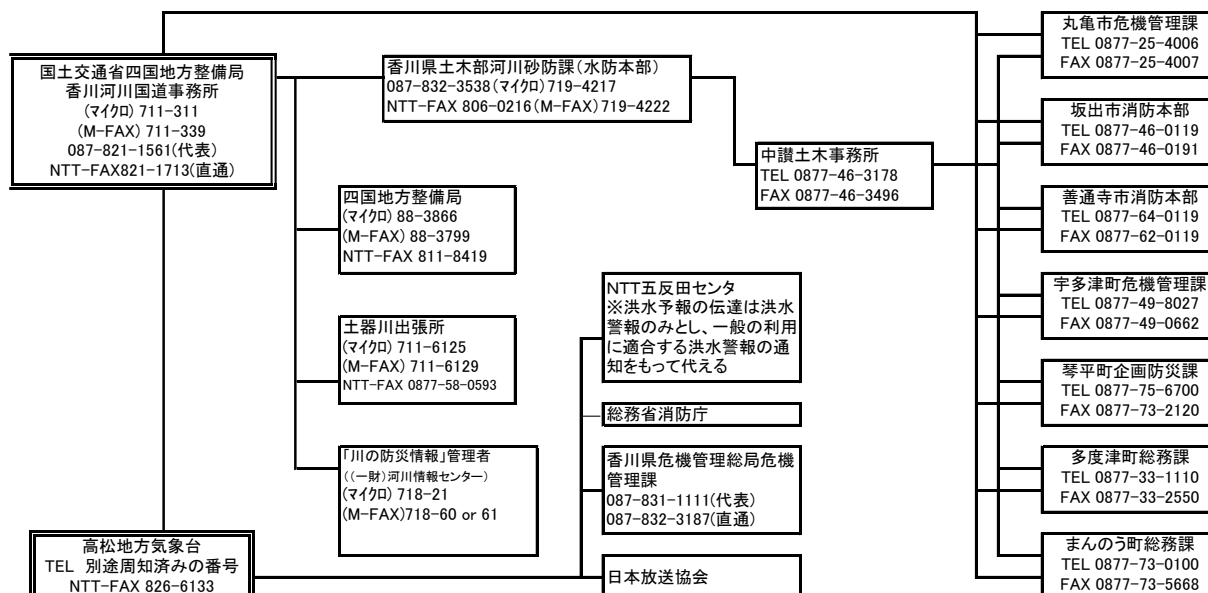 国土交通省四国地方整備局
香川河川国道事務所
(マイクロ) 711-311
(M-FAX) 711-339
087-821-1561(代表)
NTT-FAX821-1713(直通)
香川県土木部河川砂防課(水防本部)
087-832-3538(マイクロ)719-4217
NTT-FAX 806-0216(M-FAX)719-4222
四国地方整備局
(マイクロ) 88-3866
(M-FAX) 88-3799
NTT-FAX 811-8419
土器川出張所
(マイクロ) 711-6125
(M-FAX) 711-6129
NTT-FAX 0877-58-0593
「川の防災情報」管理者
((一財)河川情報センター)
(マイクロ) 718-21
(M-FAX)718-60 or 61
高松地方気象台
TEL 別途周知済みの番号
NTT-FAX 826-6133
中讃土木事務所
TEL 0877-46-3178
FAX 0877-46-3496
NTT五反田センタ
※洪水予報の伝達は洪水
警報のみとし、一般の利用
に適合する洪水警報の通
知をもって代える
総務省消防庁
香川県危機管理総局危機
管理課
087-831-1111(代表)
087-832-3187(直通)
日本放送協会
丸亀市危機管理課
TEL 0877-25-4006
FAX 0877-25-4007
坂出市消防本部
TEL 0877-46-0119
FAX 0877-46-0191
善通寺市消防本部
TEL 0877-64-0119
FAX 0877-62-0119
宇多津町危機管理課
TEL 0877-49-8027
FAX 0877-49-0662
琴平町企画防災課
TEL 0877-75-6700
FAX 0877-73-2120
多度津町総務課
TEL 0877-33-1110
FAX 0877-33-2550
まんのう町総務課
TEL 0877-73-0100
FAX 0877-73-5668